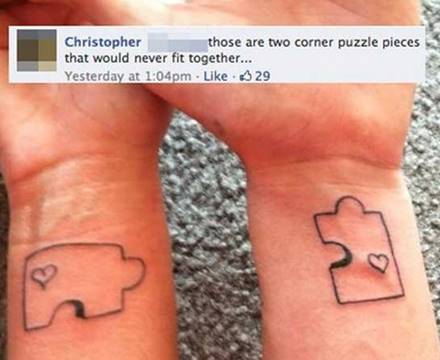 Christopher those are two corner puzzle pieces
that would never fit together...
Yesterday at 1:04pm · Like · 29